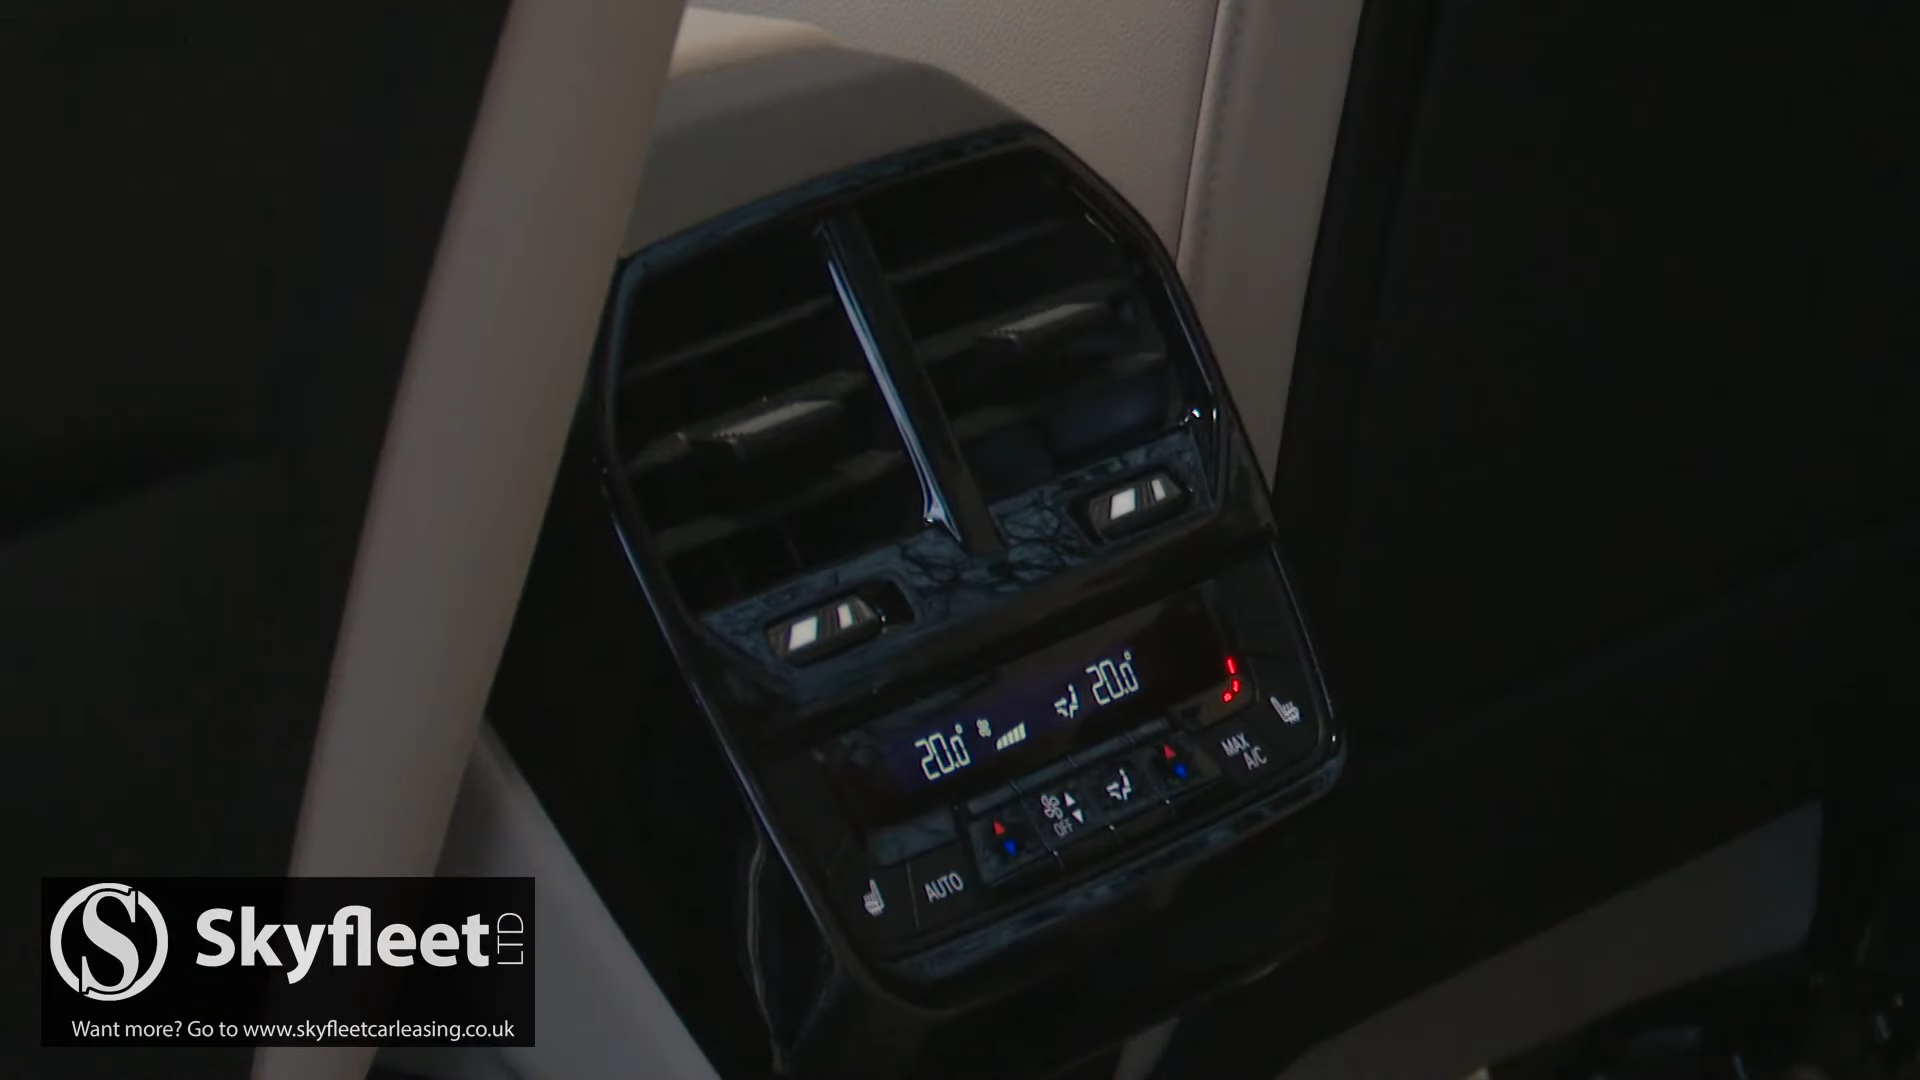 20.0°
20.0°
MAX
A/C
OFF
AUTO
Skyfleet LTD
Want more? Go to www.skyfleetcarleasing.co.uk